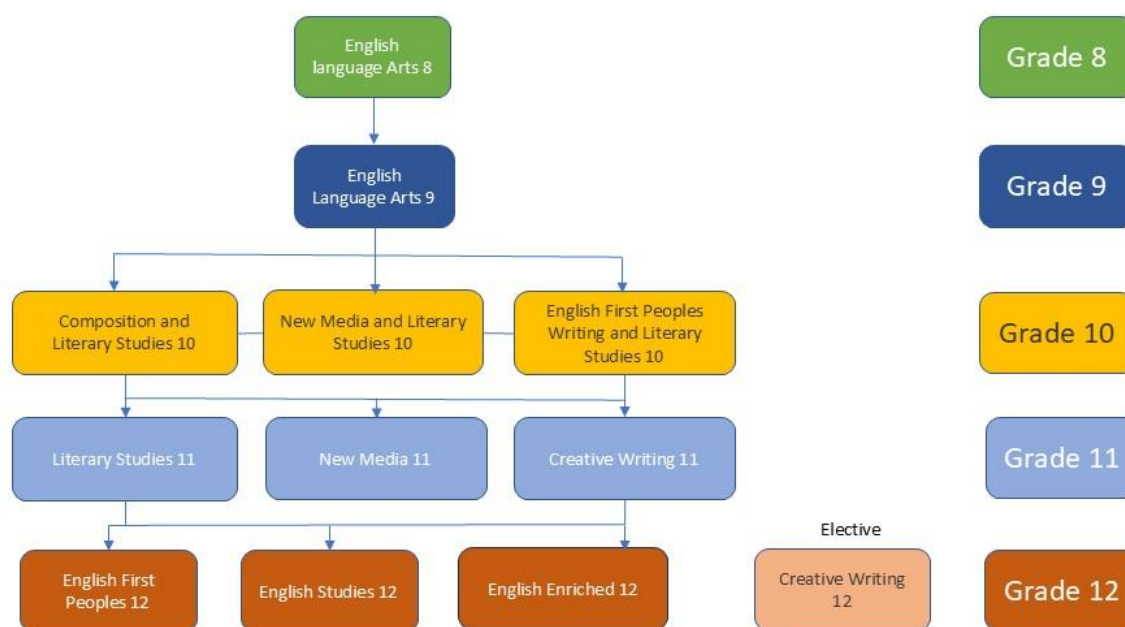 English
language Arts 8
Grade 8
English
Language Arts 9
Grade 9
Composition and
Literary Studies 10
New Media and Literary
Studies 10
English First Peoples
Writing and Literary
Studies 10
Grade 10
Literary Studies 11
New Media 11
Creative Writing 11
Grade 11
English First
Peoples 12
English Studies 12
English Enriched 12
Elective
Creative Writing
12
Grade 12